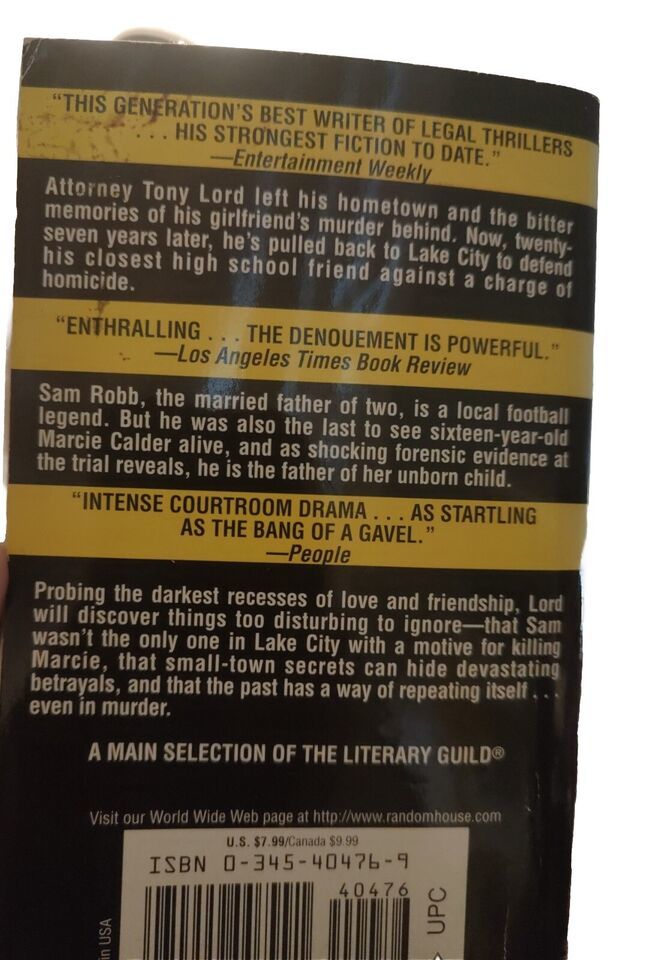 “THIS GENERATION’S BEST WRITER OF LEGAL THRILLERS
. . . HIS STRONGEST FICTION TO DATE.”
—Entertainment Weekly
Attorney Tony Lord left his hometown and the bitter
memories of his girlfriend’s murder behind. Now, twenty-
seven years later, he’s pulled back to Lake City to defend
his closest high school friend against a charge of
homicide.
“ENTHRALLING . . . THE DENOUEMENT IS POWERFUL.”
—Los Angeles Times Book Review
Sam Robb, the married father of two, is a local football
legend. But he was also the last to see sixteen-year-old
Marcie Calder alive, and as shocking forensic evidence at
the trial reveals, he is the father of her unborn child.
“INTENSE COURTROOM DRAMA . . . AS STARTLING
AS THE BANG OF A GAVEL.”
—People
Probing the darkest recesses of love and friendship, Lord
will discover things too disturbing to ignore—that Sam
wasn’t the only one in Lake City with a motive for killing
Marcie, that small-town secrets can hide devastating
betrayals, and that the past has a way of repeating itself . . .
even in murder.
A MAIN SELECTION OF THE LITERARY GUILD®
Visit our World Wide Web page at http://www.randomhouse.com
U.S. $7.99/Canada $9.99
ISBN 0-345-40476-9
40476
UPC
in USA